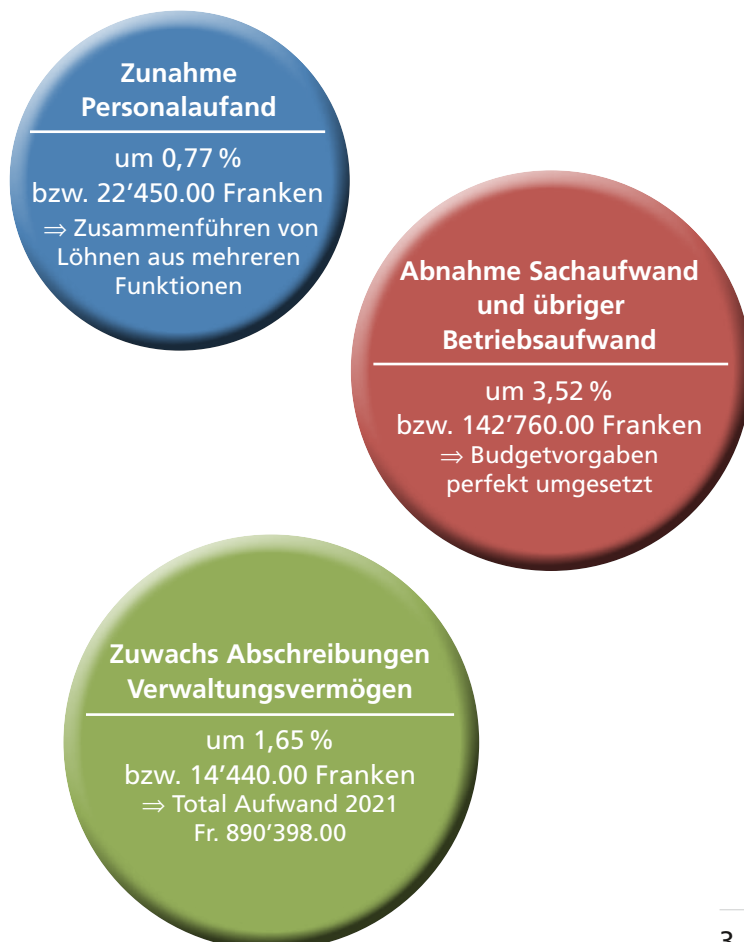 Zunahme
Personalaufand
um 0,77 %
bzw. 22’450.00 Franken
⇒ Zusammenführen von
Löhnen aus mehreren
Funktionen
Abnahme Sachaufwand
und übriger
Betriebsaufwand
um 3,52 %
bzw. 142’760.00 Franken
⇒ Budgetvorgaben
perfekt umgesetzt
Zuwachs Abschreibungen
Verwaltungsvermögen
um 1,65 %
bzw. 14’440.00 Franken
⇒ Total Aufwand 2021
Fr. 890’398.00
3